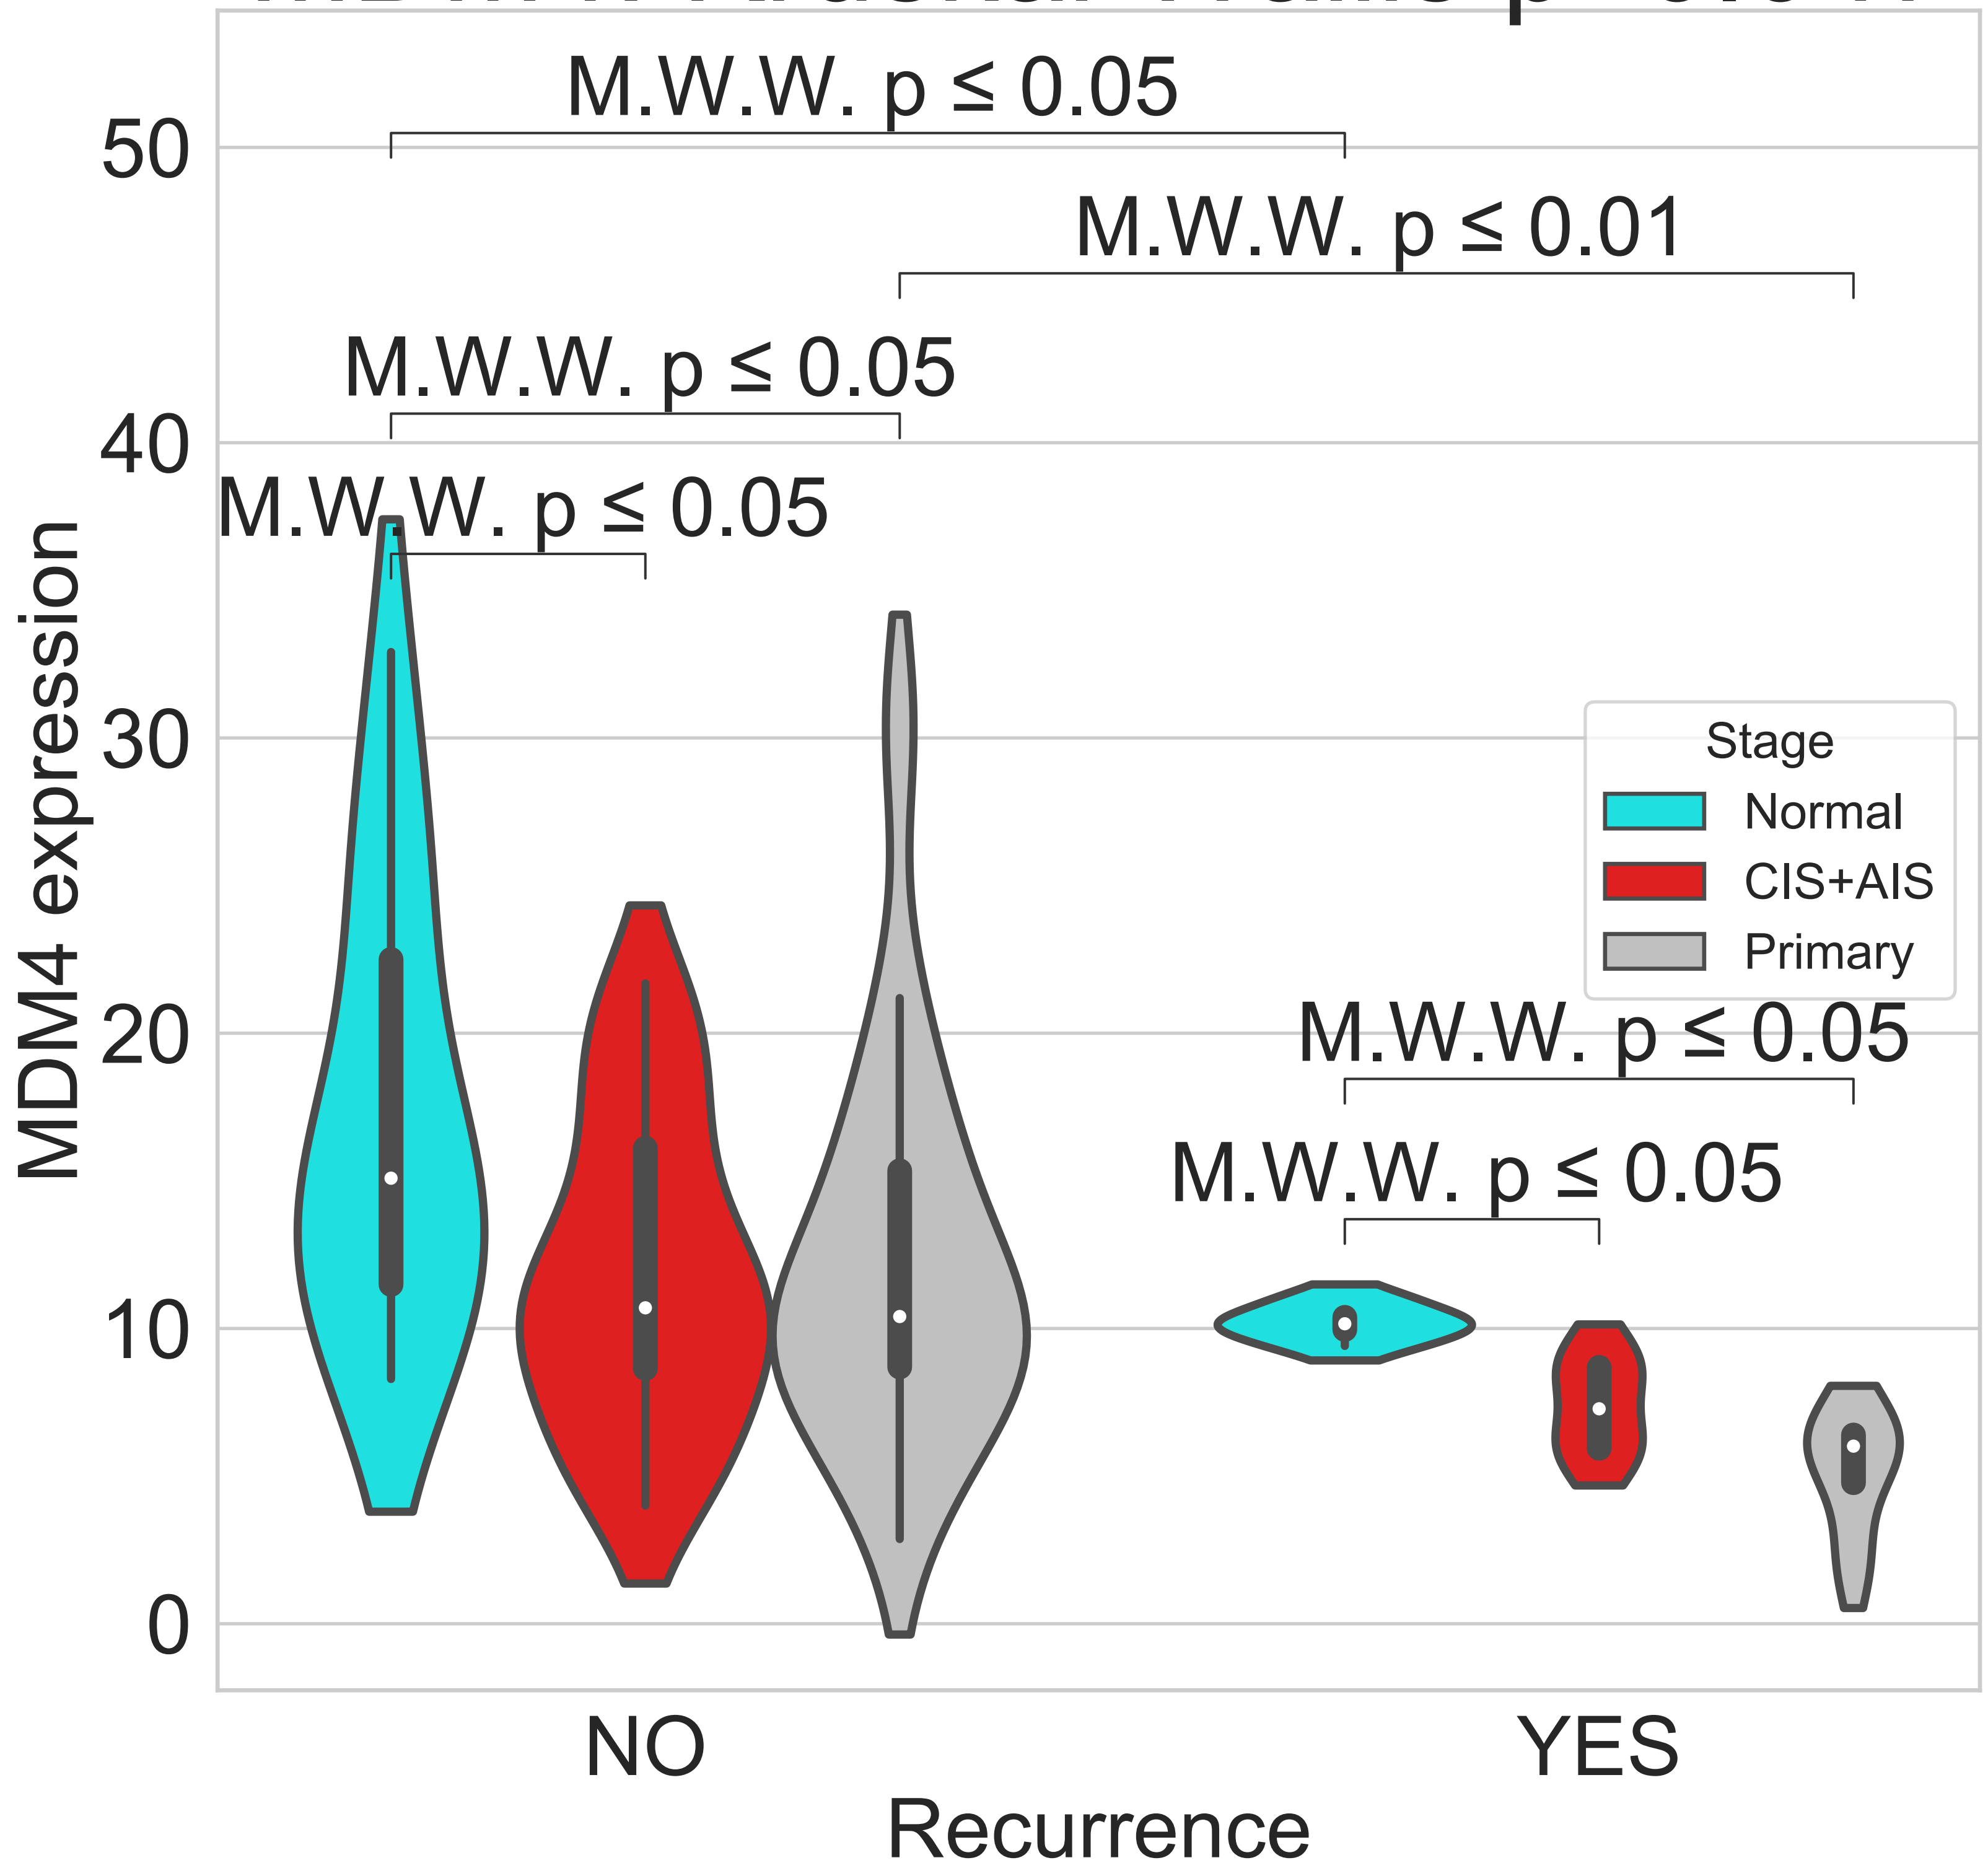 M.W.W. p ≤ 0.05
50
M.W.W. p ≤ 0.01
M.W.W. p ≤ 0.05
40
M.W.W. p ≤ 0.05
MDM4 expression
30
Stage
Normal
CIS+AIS
Primary
20
M.W.W. p ≤ 0.05
M.W.W. p ≤ 0.05
10
0
NO
YES
Recurrence